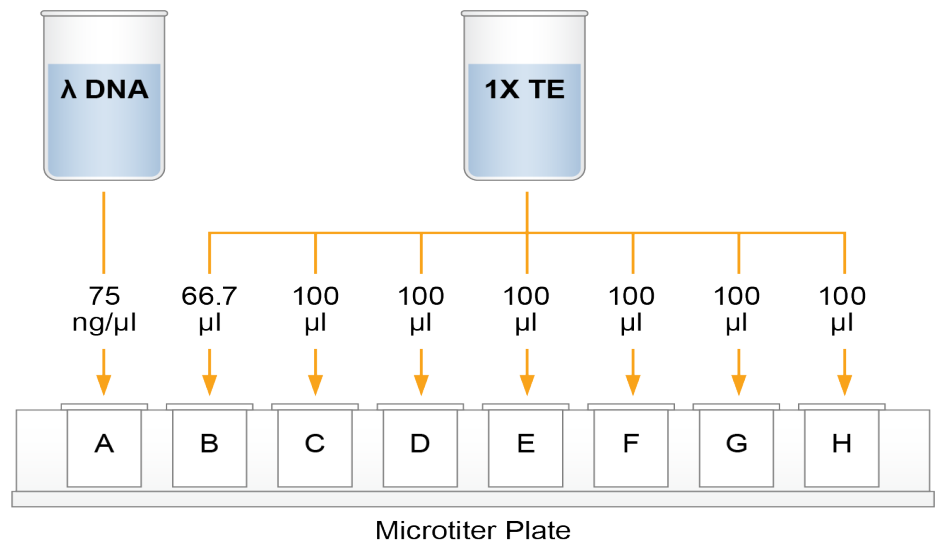 λ DNA
1X TE
75
ng/µl
66.7
µl
100
µl
100
µl
100
µl
100
µl
100
µl
100
µl
A
B
C
D
E
F
G
H
Microtiter Plate